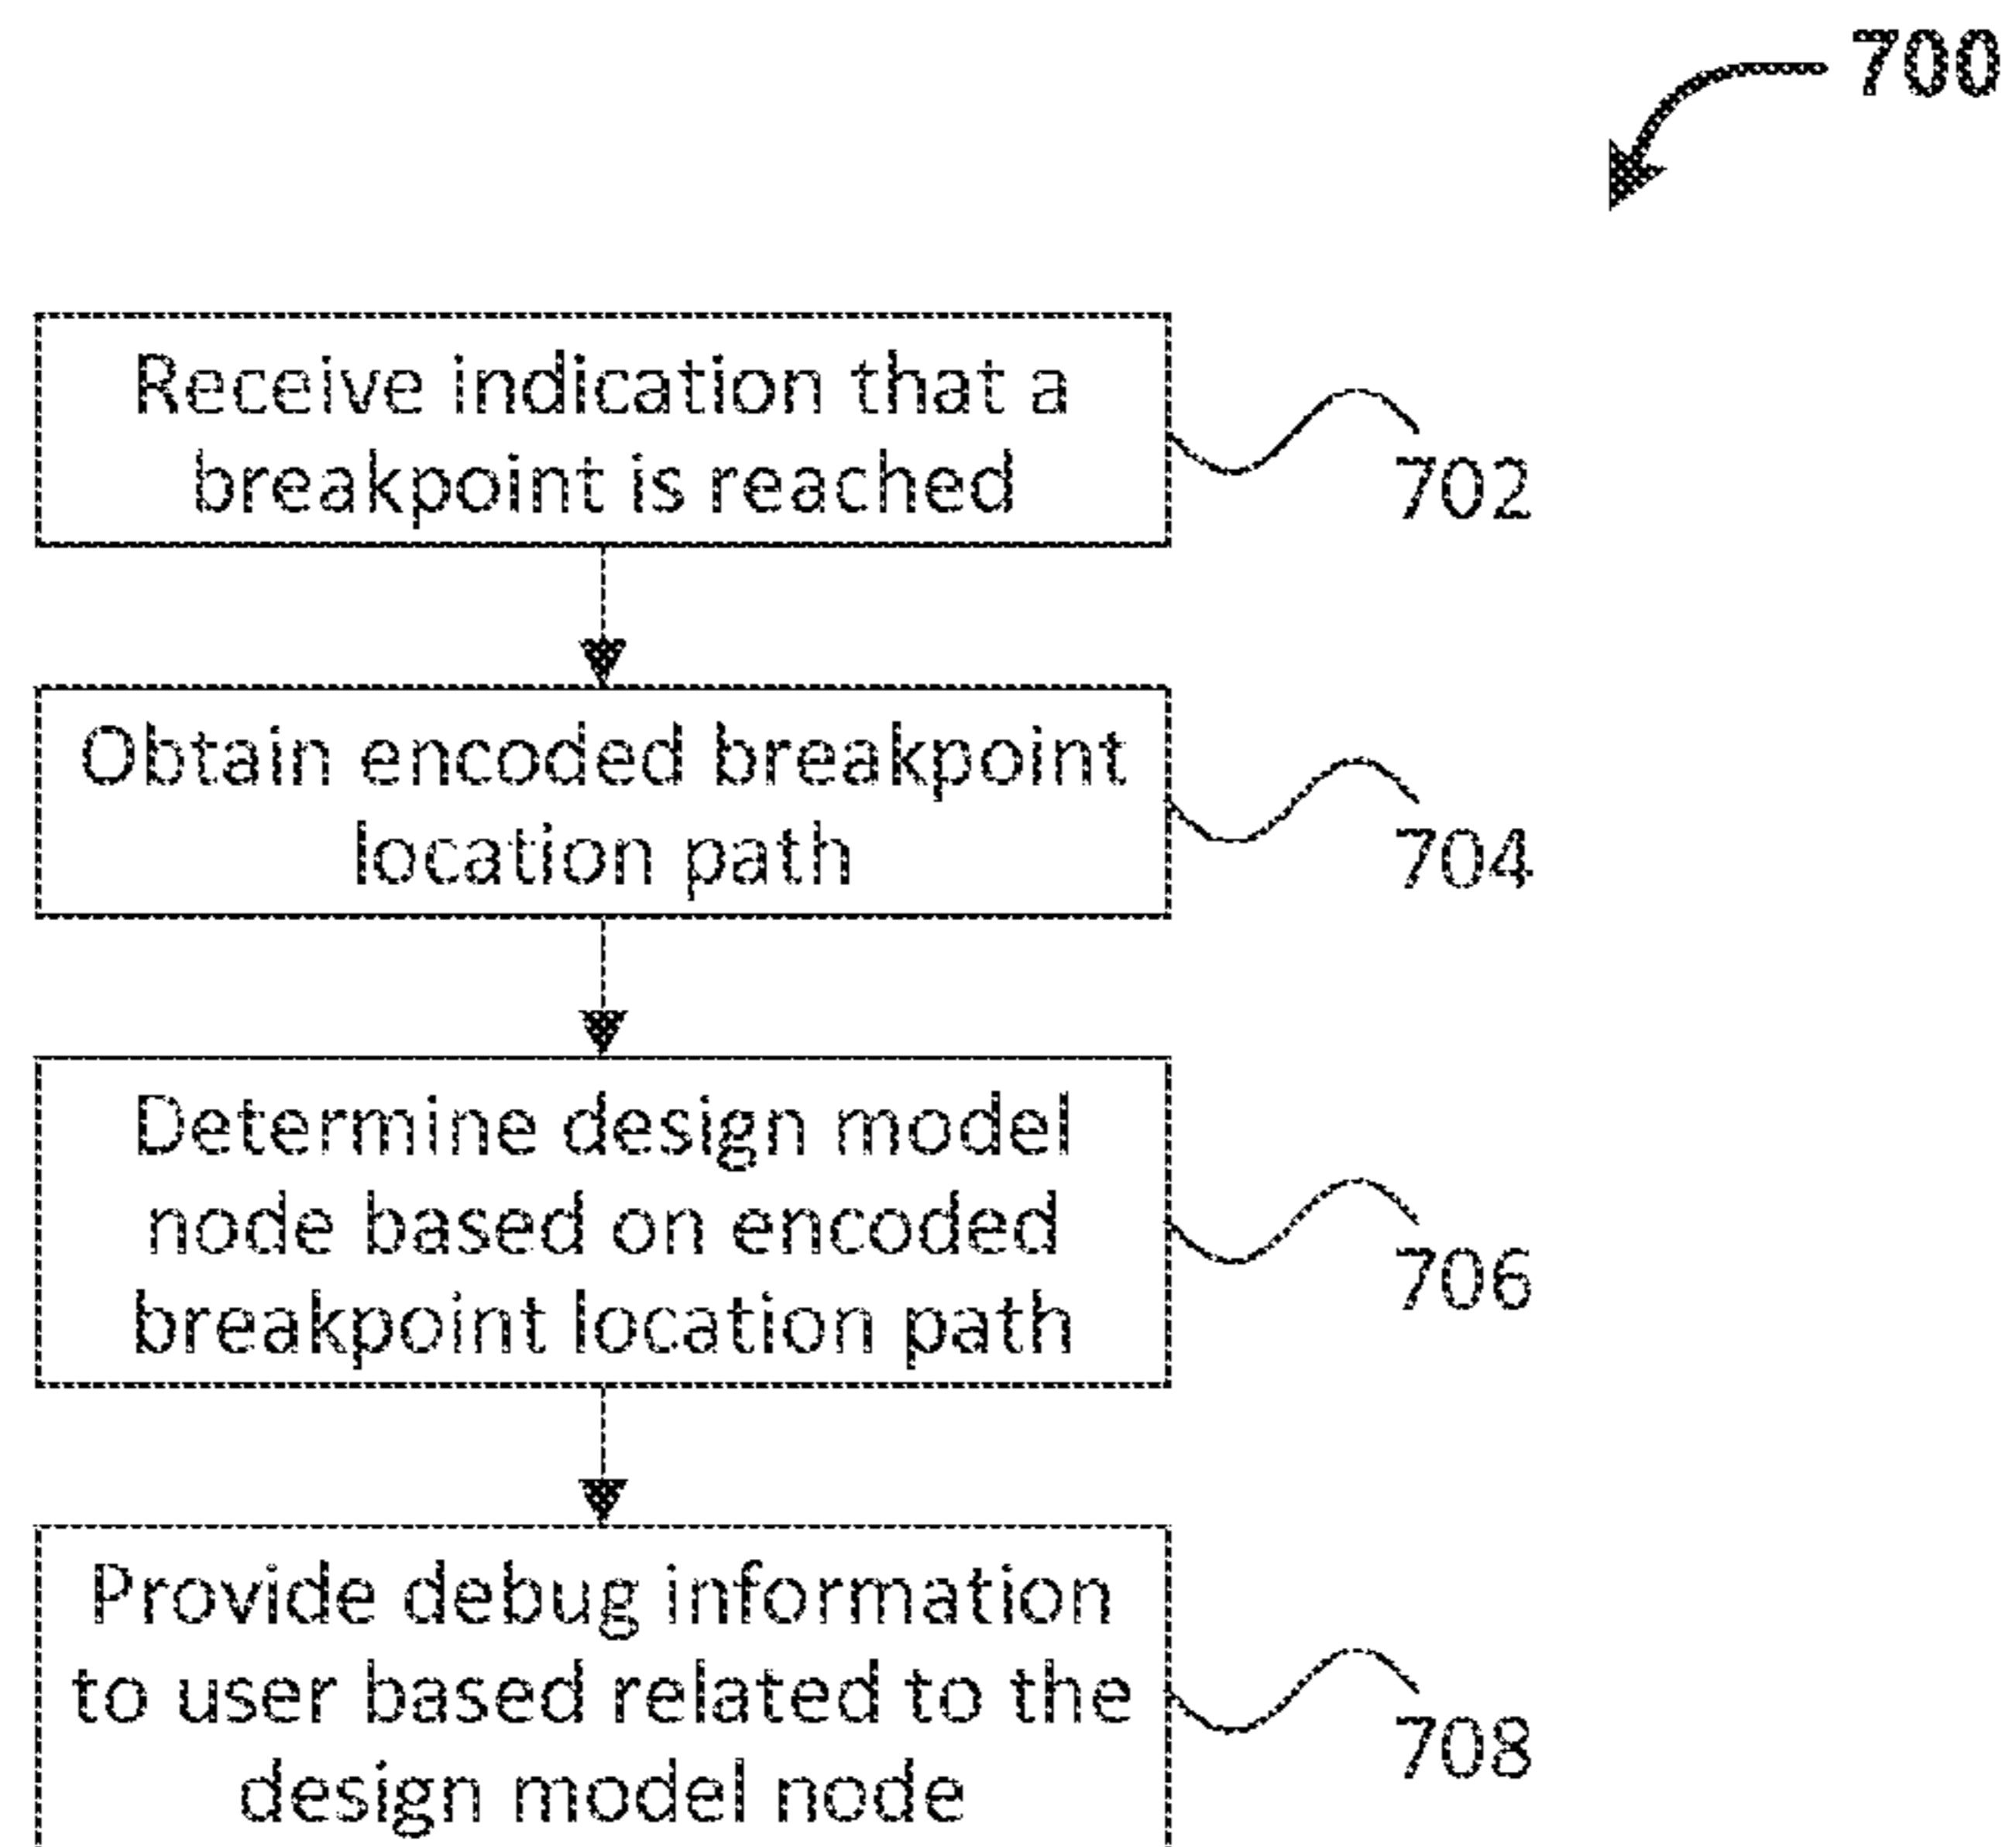 700
Receive indication that a
breakpoint is reached
702
Obtain encoded breakpoint
location path
704
Determine design model
node based on encoded
breakpoint location path
706
Provide debug information
to user based related to the
design model node
708